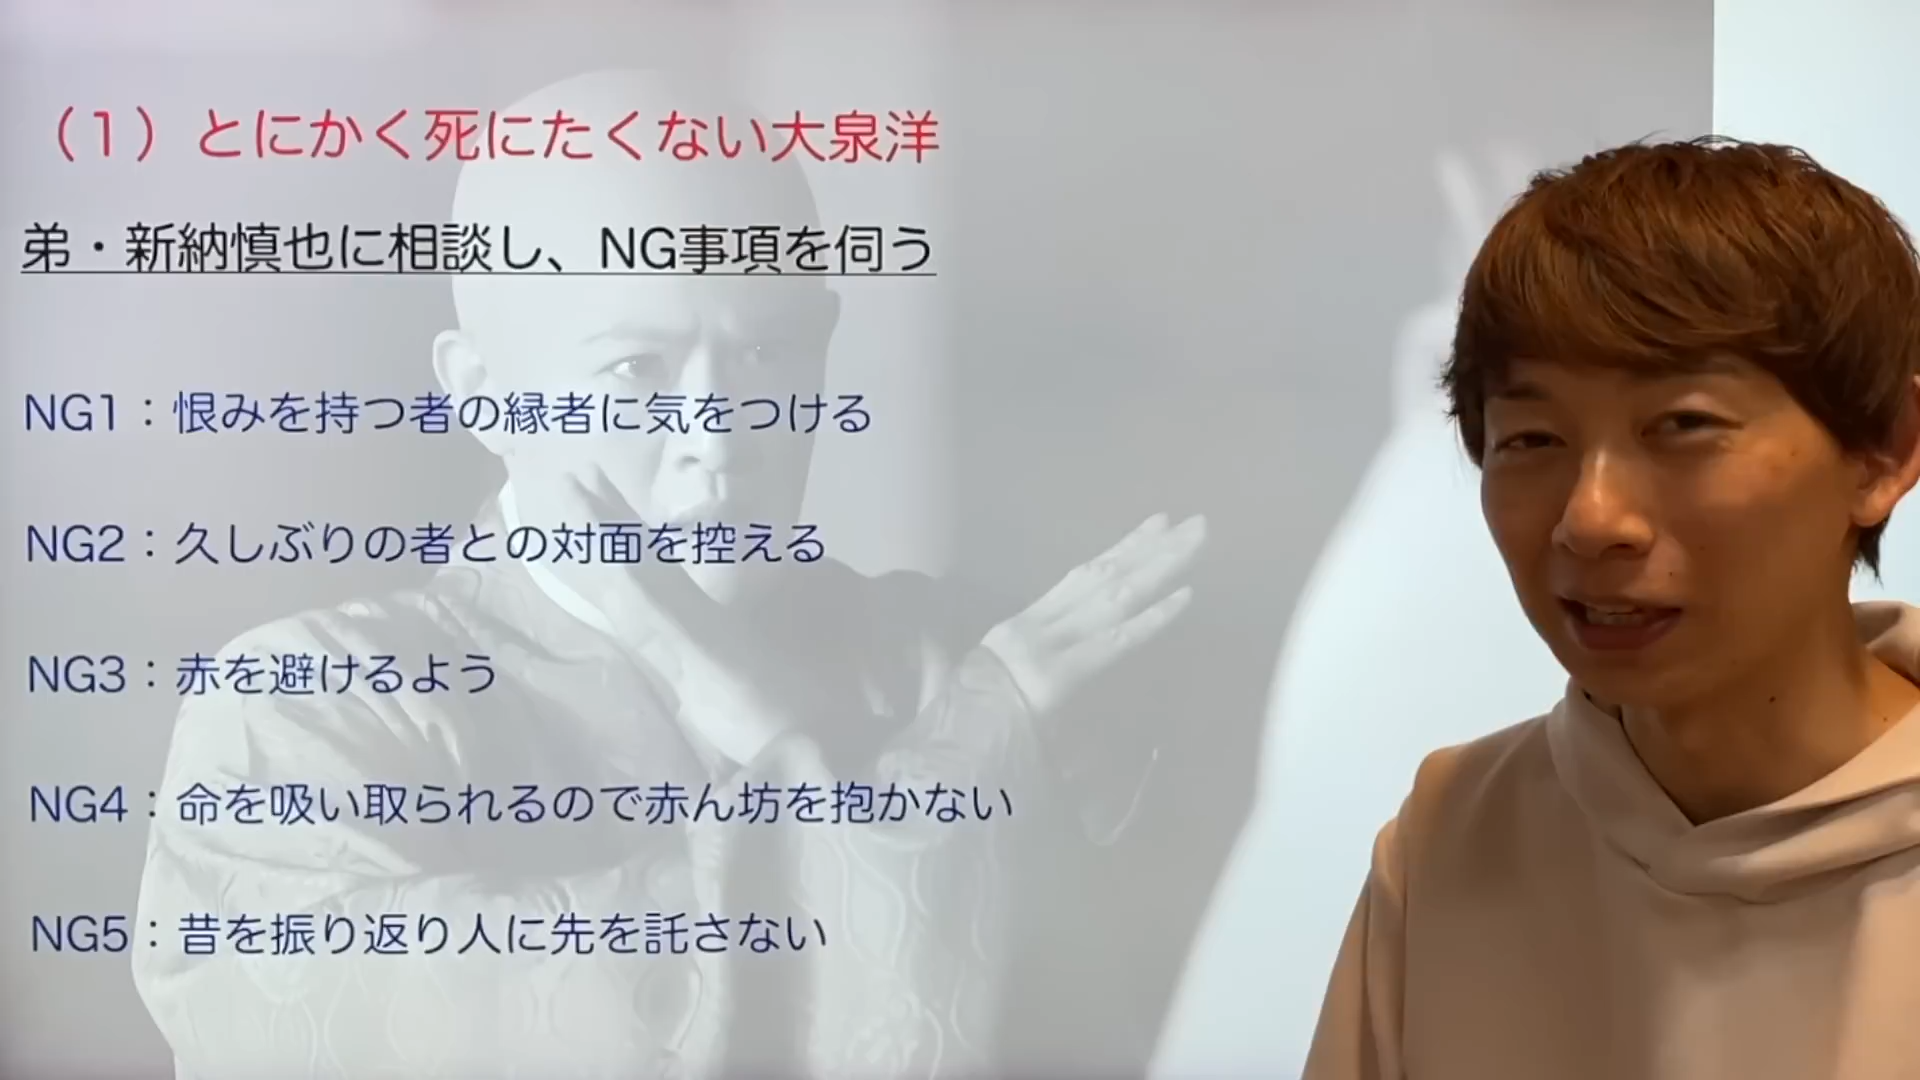 （１）とにかく死にたくない大泉洋
弟・新納慎也に相談し、NG事項を伺う
NG1：恨みを持つ者の縁者に気をつける
NG2：久しぶりの者との対面を控える
NG3：赤を避けるよう
NG4：命を吸い取られるので赤ん坊を抱かない
NG5：昔を振り返り人に先を託さない